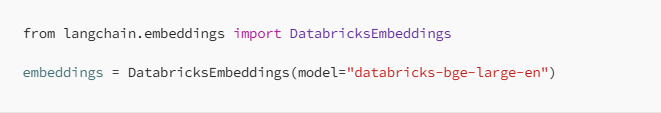 from langchain.embeddings import DatabricksEmbeddings
embeddings = DatabricksEmbeddings(model="databricks-bge-large-en")